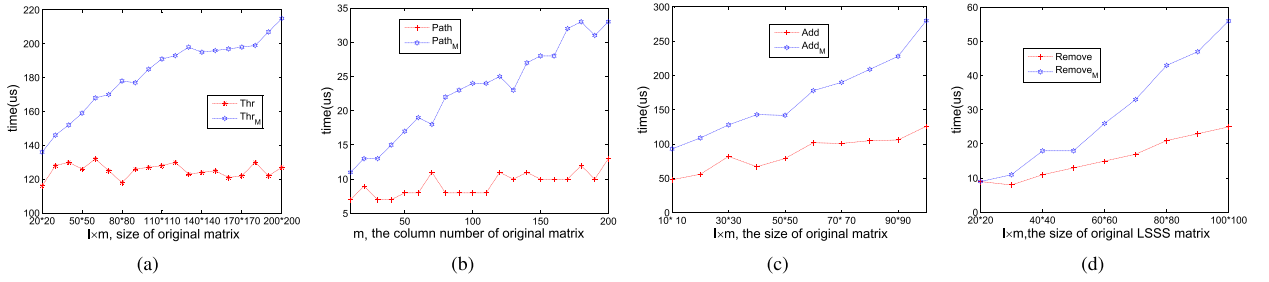 220
200
180
160
140
120
100
time(us)
Thr
Thr_M
20*20 50*50 80*80 110*110 140*140 170*170 200*200
l×m, size of original matrix
(a)
35
30
25
20
15
10
5
time(us)
Path
Path_M
50 100 150 200
m, the column number of original matrix
(b)
300
250
200
150
100
50
0
time(us)
Add
Add_M
10* 10 30*30 50*50 70* 70 90*90
l×m, the size of original matrix
(c)
60
50
40
30
20
10
0
time(us)
Remove
Remove_M
20*20 40*40 60*60 80*80 100*100
l×m,the size of original LSSS matrix
(d)